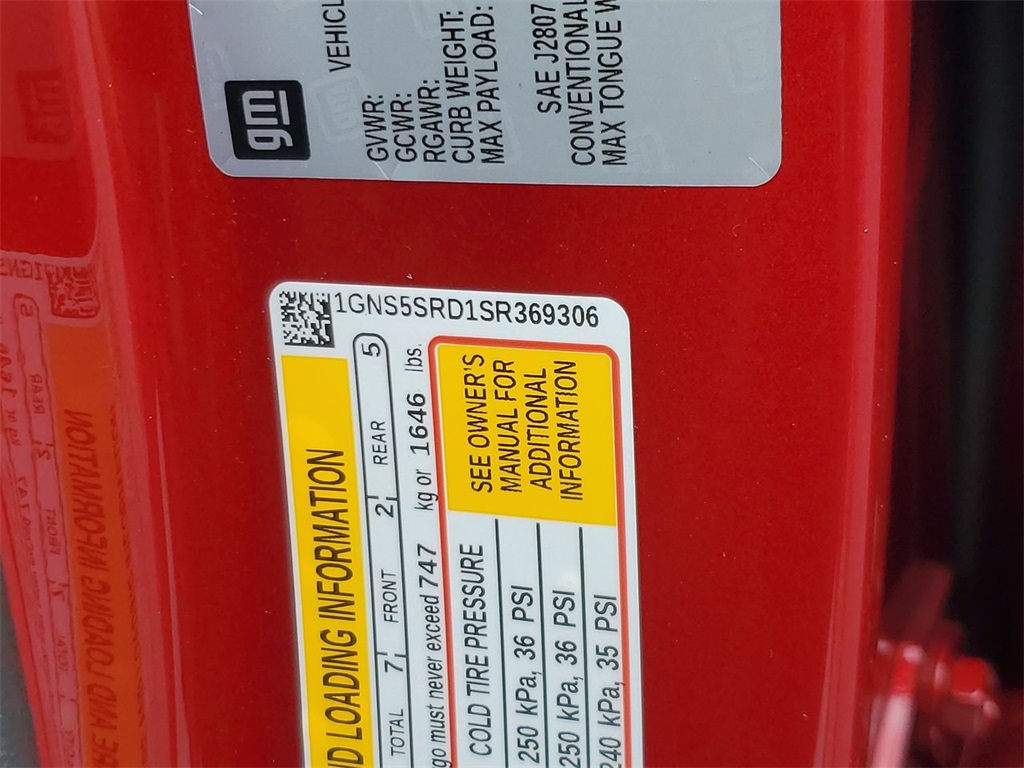 gm
VEHICL
GVWR:
GCWR:
RGAWR:
CURB WEIGHT:
MAX PAYLOAD:
SAE J2807
CONVENTIONAL
MAX TONGUE W
1GNS5SRD1SR369306
ND LOADING INFORMATION
TOTAL 7 FRONT 2 REAR 5
go must never exceed 747 kg or 1646 lbs.
COLD TIRE PRESSURE
250 kPa, 36 PSI
250 kPa, 36 PSI
240 kPa, 35 PSI
SEE OWNER'S
MANUAL FOR
ADDITIONAL
INFORMATION